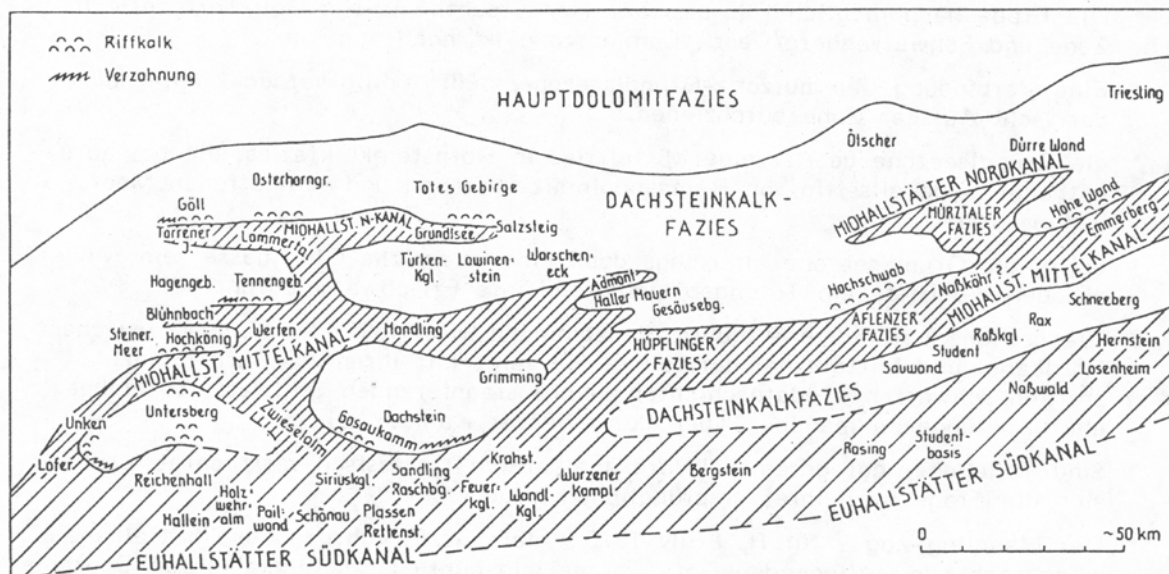 Riffkalk
Verzahnung
HAUPTDOLOMITFAZIES
Triesting
Ötscher
Dürre Wand
Osterhorngr.
Totes Gebirge
DACHSTEINKALK-
FAZIES
MIOHALLSTÄTTER NORDKANAL
MÜRZTALER
FAZIES
Hohe Wand
Emmerberg
Göll
Torrener
J.
Lammertal
MIOHALLST. N-KANAL
Grundlsee
Salzsteig
Türken-
Kgl.
Lawinen-
stein
Warschen-
eck
Hagengeb.
Tennengeb.
Admont
Haller Mauern
Gesäusebg.
Hochschwab
Naßköhr?
MIOHALLST. MITTELKANAL
Schneeberg
Blühnbach
Steiner.
Meer
Hochkönig
Werfen
Mandling
HÜPFLINGER
FAZIES
AFLENZER
FAZIES
Student
Sauwand
Raßkgl.
Rax
Hernstein
MIOHALLST. MITTELKANAL
Grimming
Losenheim
Naßwald
DACHSTEINKALKFAZIES
Unken
Untersberg
Zwieselalm
Gosaukamm
Dachstein
Lofer
Reichenhall
Siriuskgl.
Sandling
Raschbg.
Krahst.
Feuer-
kgl.
Wurzener
Kampl
Bergstein
Rasing
Student-
basis
Hallein
Holz
wehr-
alm
Pail-
wand
Schönau
Plassen
Rettenst.
Wandl-
Kgl.
EUHALLSTÄTTER SÜDKANAL
EUHALLSTÄTTER SÜDKANAL
0
~50 km